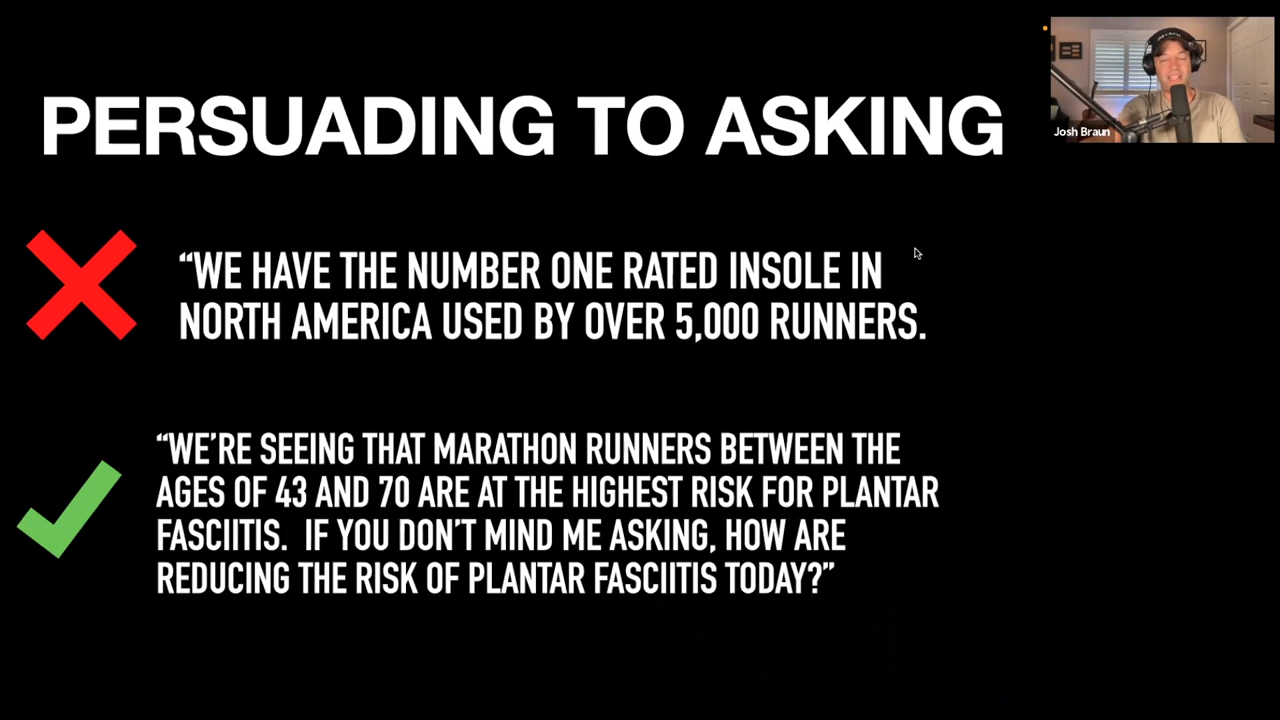 PERSUADING TO ASKING
Josh Braun
“WE HAVE THE NUMBER ONE RATED INSOLE IN
NORTH AMERICA USED BY OVER 5,000 RUNNERS.
“WE’RE SEEING THAT MARATHON RUNNERS BETWEEN THE
AGES OF 43 AND 70 ARE AT THE HIGHEST RISK FOR PLANTAR
FASCIITIS. IF YOU DON’T MIND ME ASKING, HOW ARE
REDUCING THE RISK OF PLANTAR FASCIITIS TODAY?”